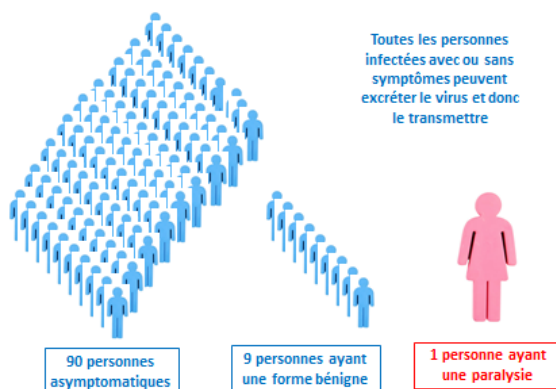 Toutes les personnes
infectées avec ou sans
symptômes peuvent
excréter le virus et donc
le transmettre
90 personnes
asymptomatiques
9 personnes ayant
une forme bénigne
1 personne ayant
une paralysie